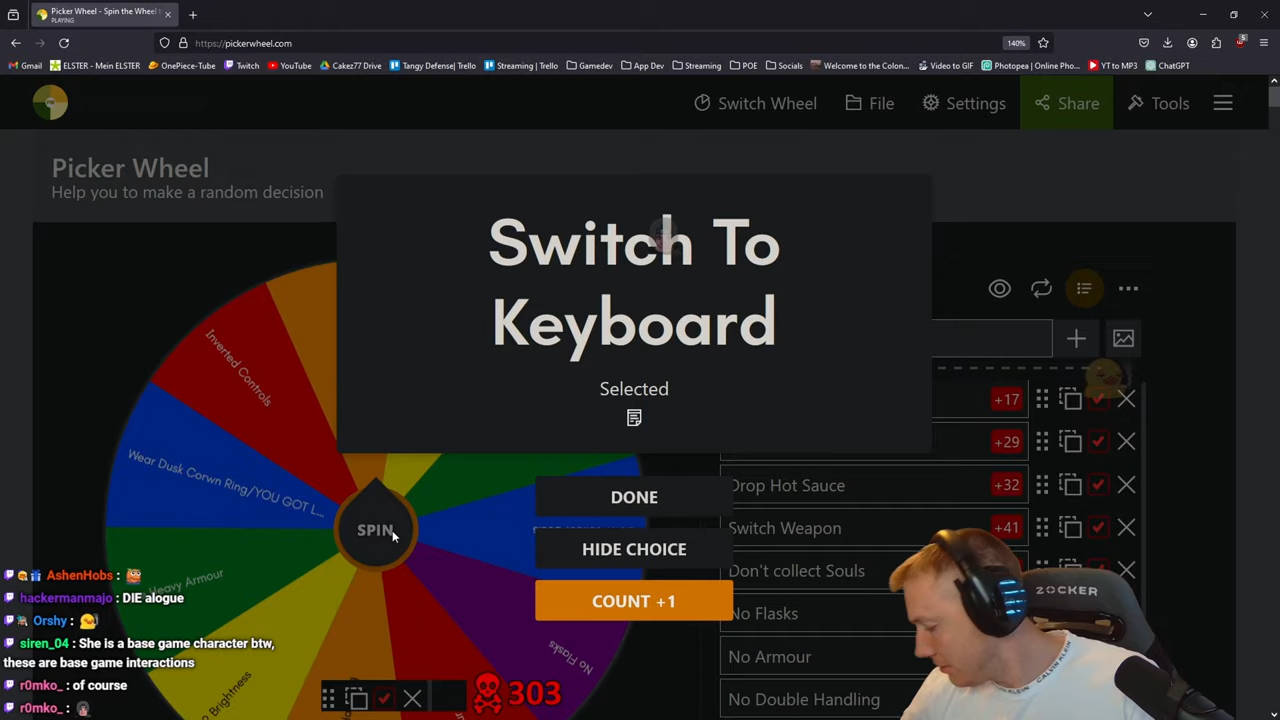 Picker Wheel - Spin the Wheel t
PLAYING
https://pickerwheel.com
140%
5
Gmail
ELSTER - Mein ELSTER
OnePiece-Tube
Twitch
YouTube
Cakez77 Drive
Tangy Defense | Trello
Streaming | Trello
Gamedev
App Dev
Streaming
POE
Socials
Welcome to the Colon...
Video to GIF
Photopea | Online Pho...
YT to MP3
ChatGPT
Switch Wheel
File
Settings
Share
Tools
Picker Wheel
Help you to make a random decision
Switch To
Keyboard
Selected
DONE
HIDE CHOICE
COUNT +1
Inverted Controls
Wear Dusk Corwn Ring/YOU GOT L...
Heavy Armour
Brightness
No Flasks
SPIN
+17
+29
Drop Hot Sauce
+32
Switch Weapon
+41
Don't collect Souls
No Flasks
No Armour
No Double Handling
AshenHobs :
hackermanmajo: DIE alogue
Orshy :
siren_04: She is a base game character btw,
these are base game interactions
r0mko_: of course
r0mko_:
303
ZOCKER
CALVIN KLEIN